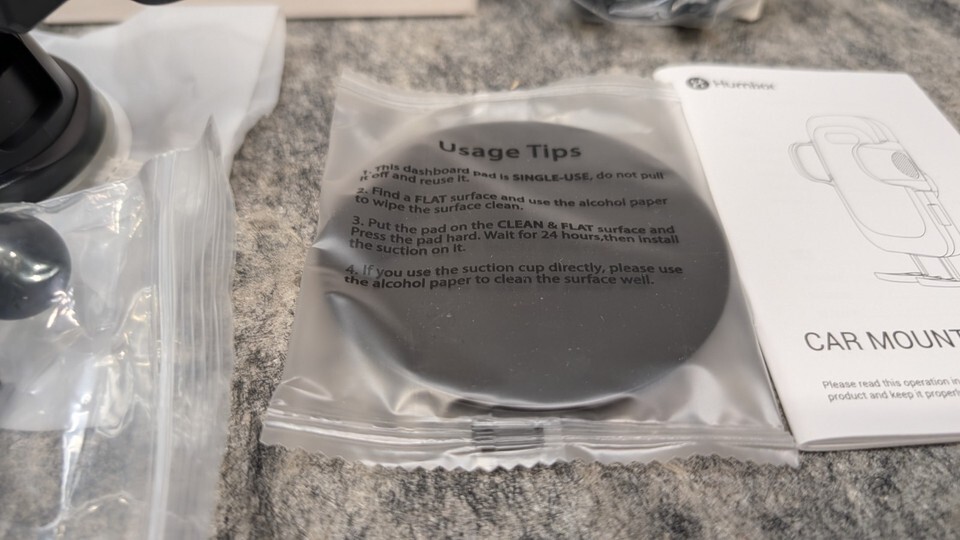 Usage Tips
1. This dashboard pad is SINGLE-USE, do not pull
it off and reuse it.
2. Find a FLAT surface and use the alcohol paper
to wipe the surface clean.
3. Put the pad on the CLEAN & FLAT surface and
Press the pad hard. Wait for 24 hours,then install
the suction on it.
4. If you use the suction cup directly, please use
the alcohol paper to clean the surface well.
Humixx
CAR MOUNT
Please read this operation in
product and keep it properl